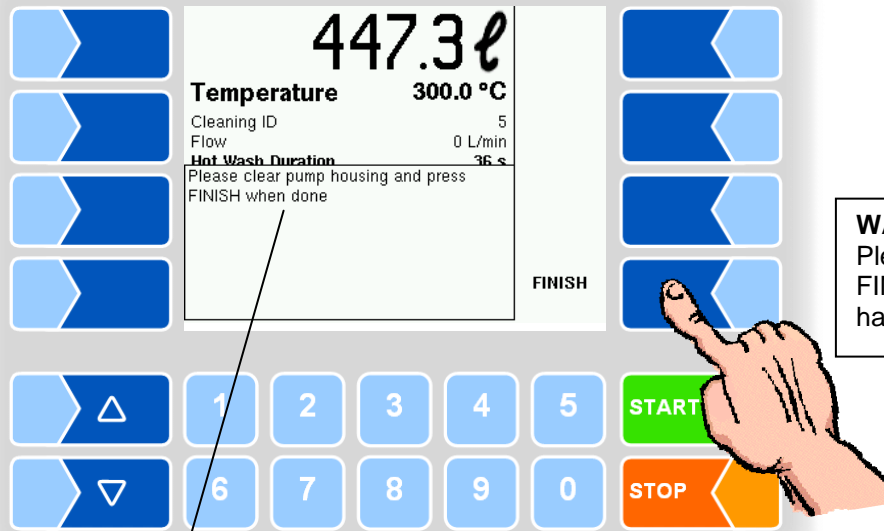 447.3ℓ
Temperature 300.0 °C
Cleaning ID 5
Flow 0 L/min
Hot Wash Duration 36 s
Please clear pump housing and press
FINISH when done
FINISH
1 2 3 4 5 START
6 7 8 9 0 STOP